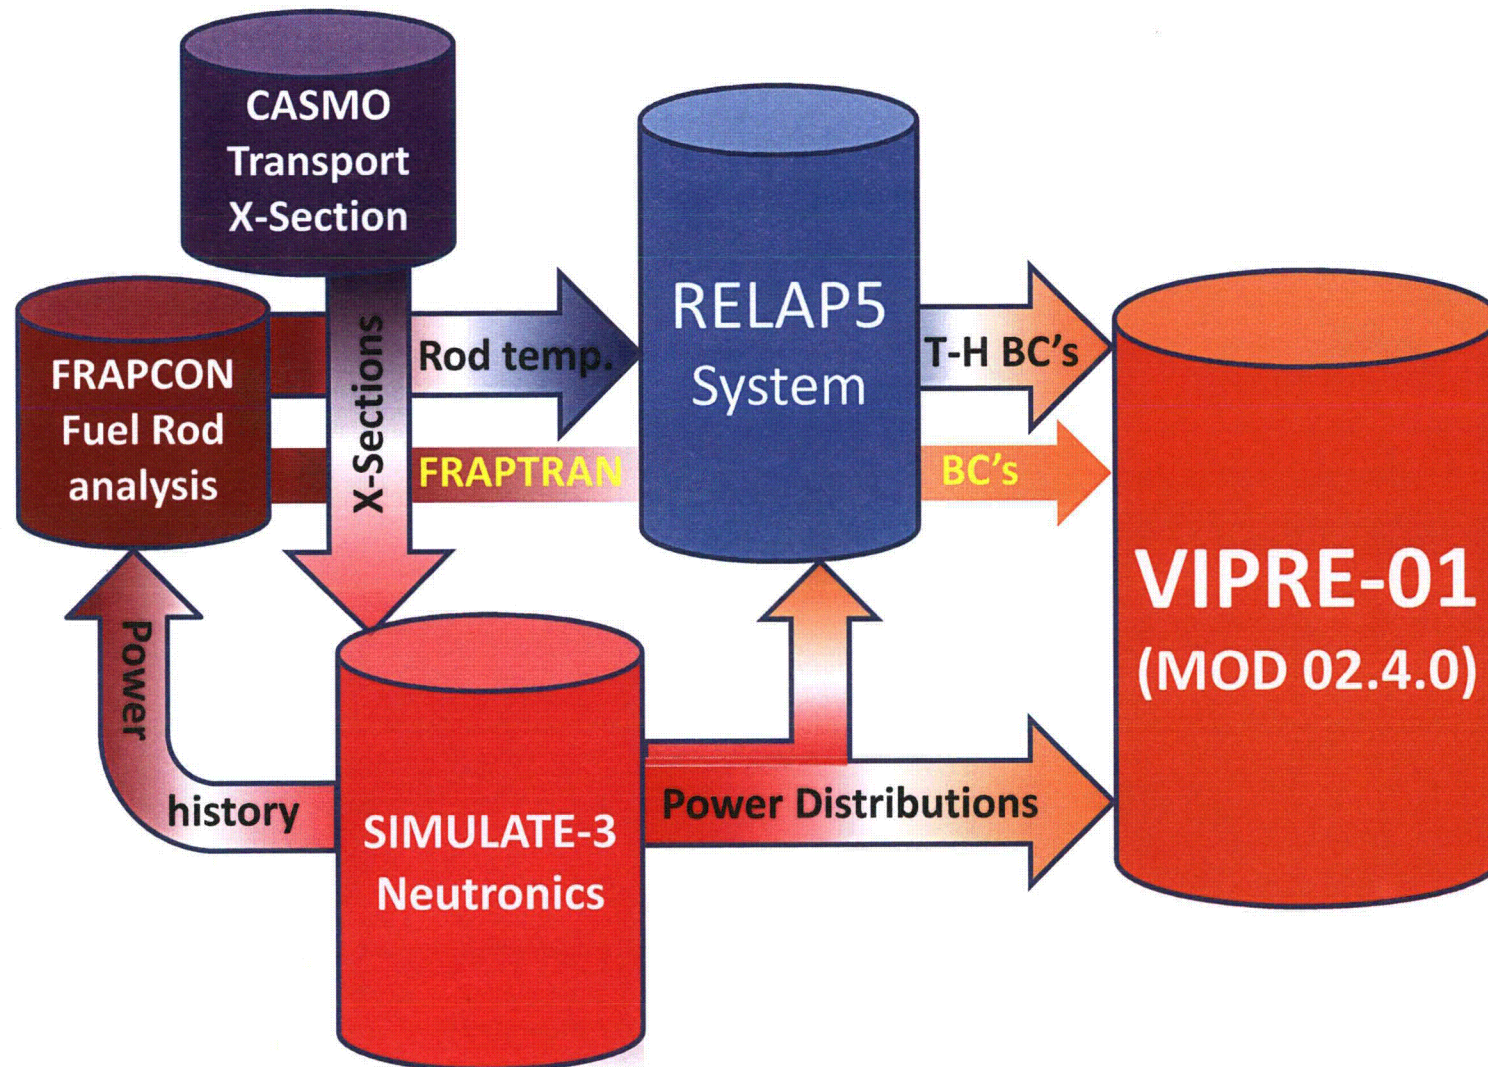 CASMO
Transport
X-Section
FRAPCON
Fuel Rod
analysis
X-Sections
Rod temp.
FRAPTRAN
RELAP5
System
T-H BC's
BC's
VIPRE-01
(MOD 02.4.0)
Power
history
SIMULATE-3
Neutronics
Power Distributions